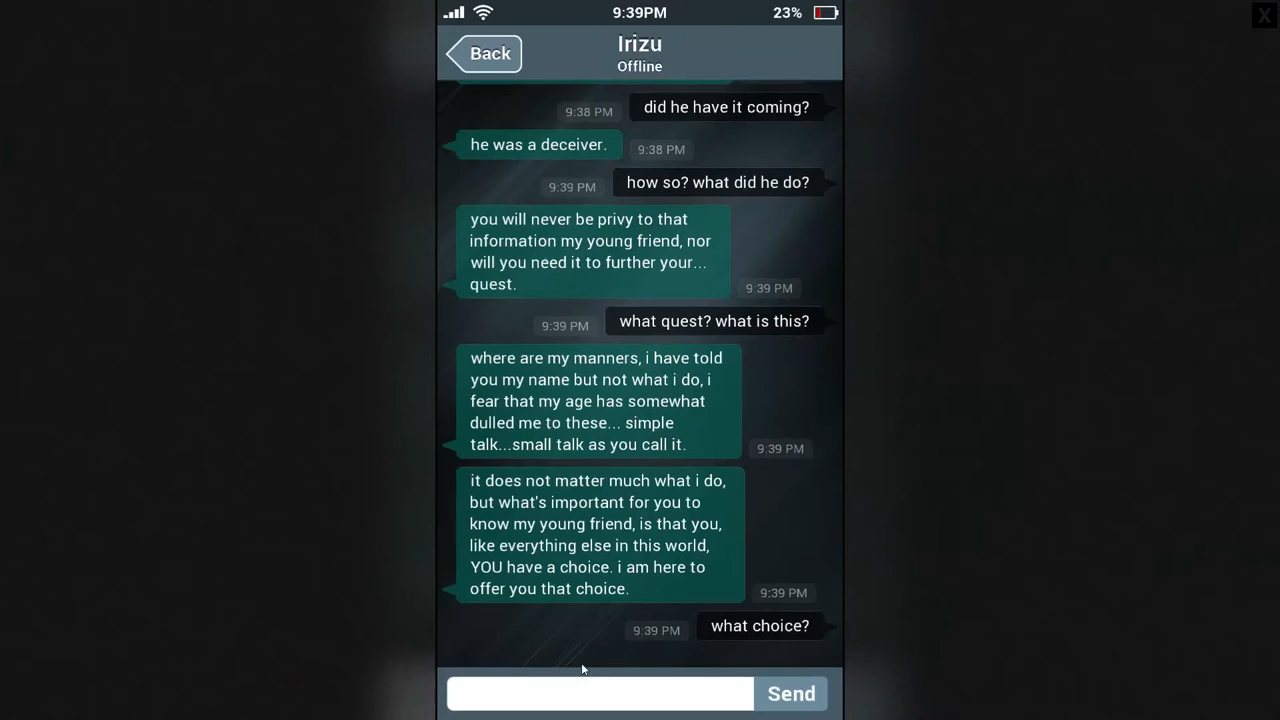 9:39PM
23%
X
Back
Irizu
Offline
9:38 PM
did he have it coming?
he was a deceiver.
9:38 PM
9:39 PM
how so? what did he do?
you will never be privy to that
information my young friend, nor
will you need it to further your...
quest.
9:39 PM
9:39 PM
what quest? what is this?
where are my manners, i have told
you my name but not what i do, i
fear that my age has somewhat
dulled me to these... simple
talk...small talk as you call it.
9:39 PM
it does not matter much what i do,
but what's important for you to
know my young friend, is that you,
like everything else in this world,
YOU have a choice. i am here to
offer you that choice.
9:39 PM
9:39 PM
what choice?
Send